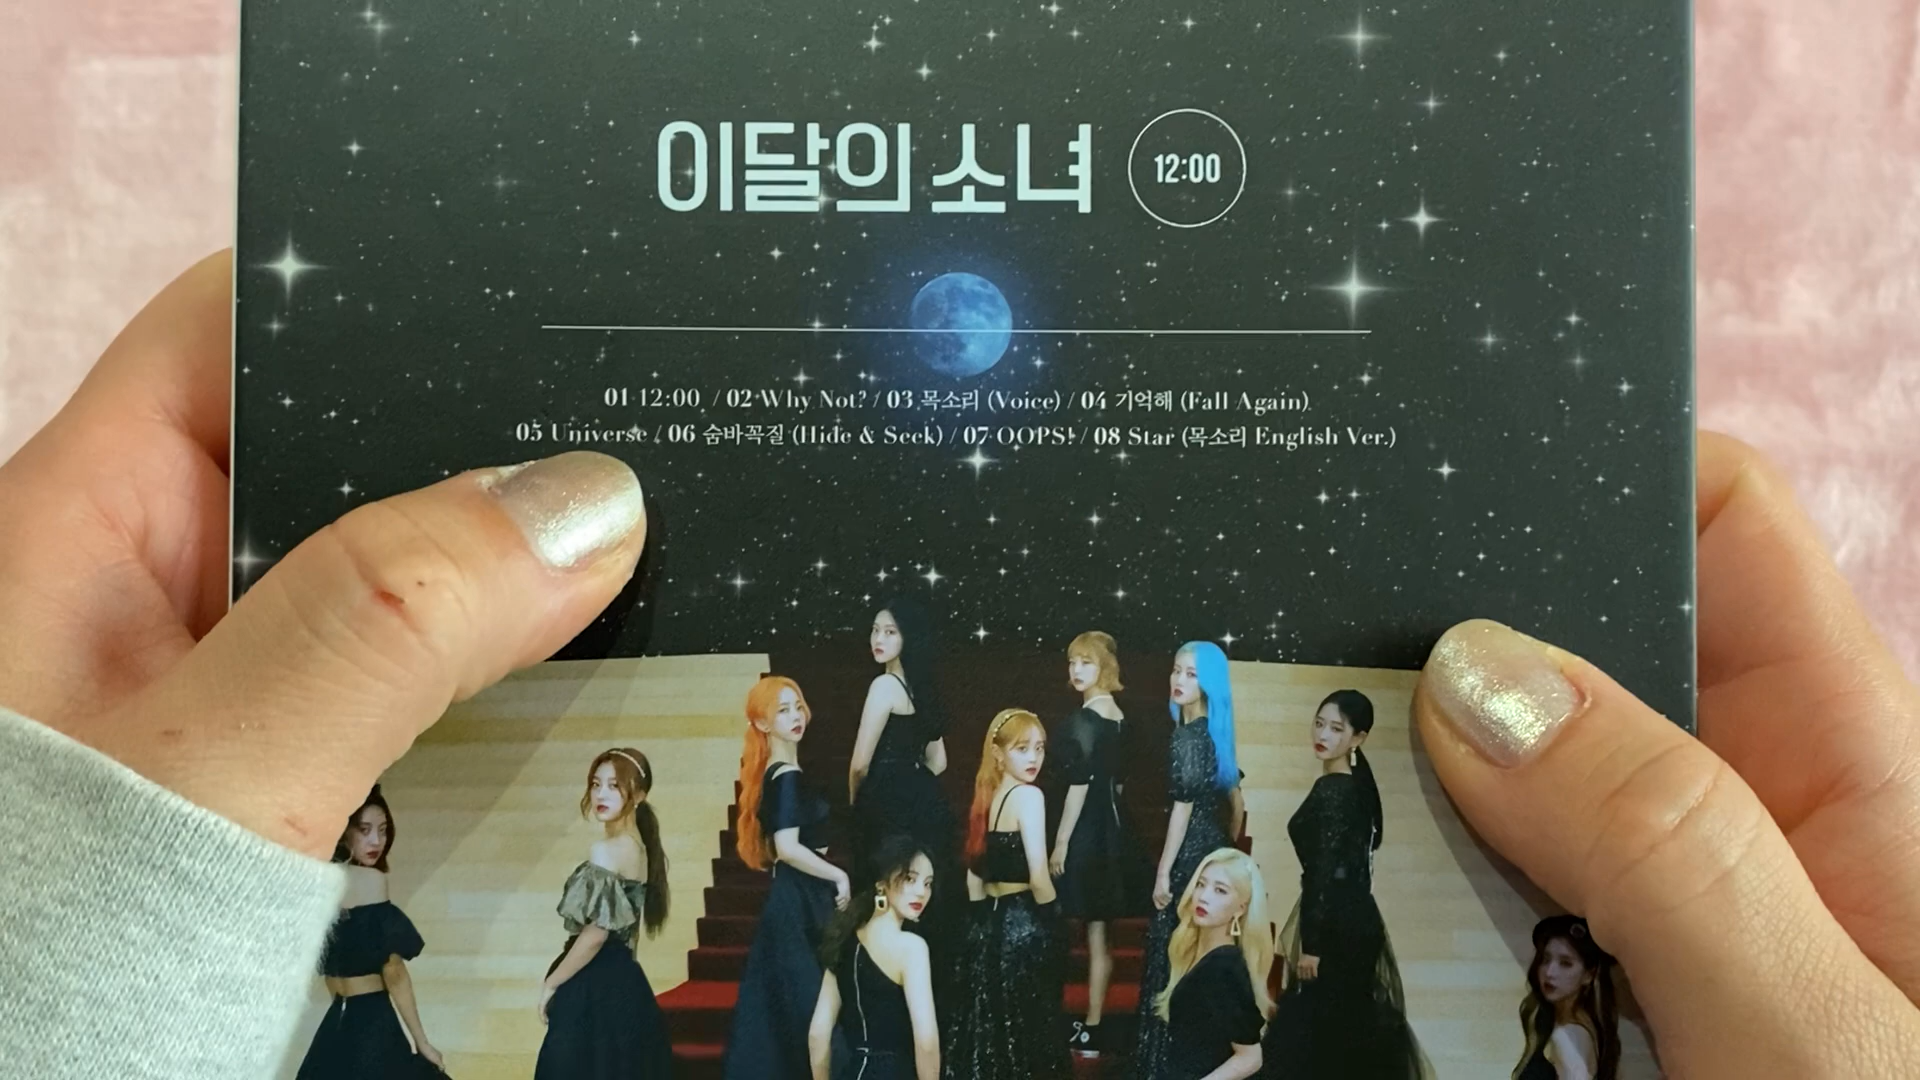 이달의 소녀 12:00
01 12:00 / 02 Why Not? / 03 목소리 (Voice) / 04 기억해 (Fall Again)
05 Universe / 06 숨바꼭질 (Hide & Seek) / 07 OOPS! / 08 Star (목소리 English Ver.)